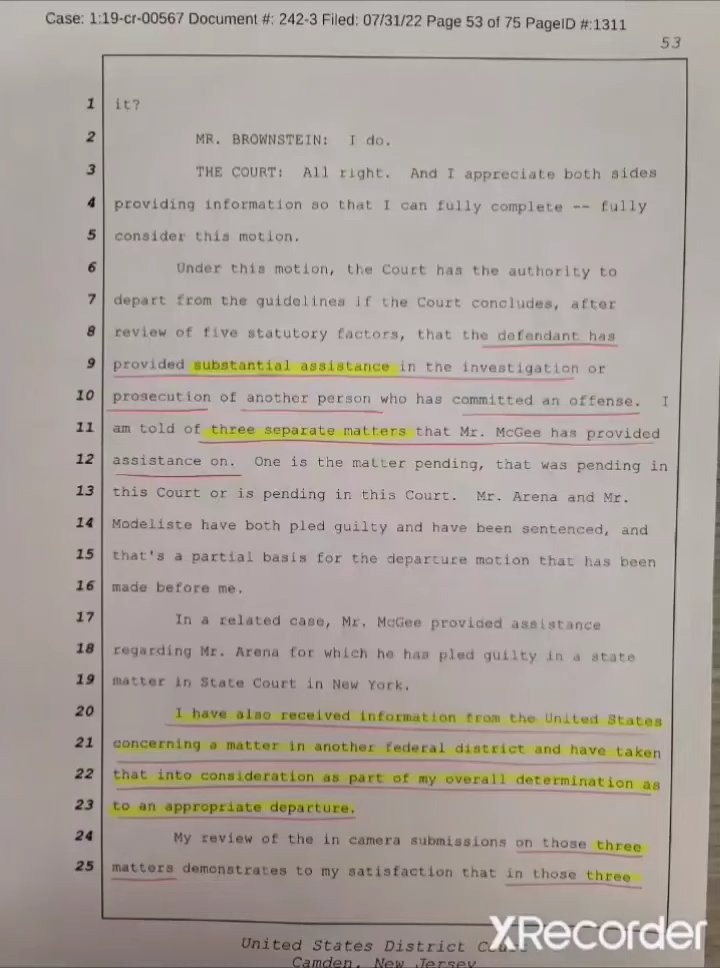 Case: 1:19-cr-00567 Document #: 242-3 Filed: 07/31/22 Page 53 of 75 PageID #:1311
53
1 it?
2 MR. BROWNSTEIN: I do.
3 THE COURT: All right. And I appreciate both sides
4 providing information so that I can fully complete -- fully
5 consider this motion.
6 Under this motion, the Court has the authority to
7 depart from the guidelines if the Court concludes, after
8 review of five statutory factors, that the defendant has
9 provided substantial assistance in the investigation or
10 prosecution of another person who has committed an offense. I
11 am told of three separate matters that Mr. McGee has provided
12 assistance on. One is the matter pending, that was pending in
13 this Court or is pending in this Court. Mr. Arena and Mr.
14 Modeliste have both pled guilty and have been sentenced, and
15 that's a partial basis for the departure motion that has been
16 made before me.
17 In a related case, Mr. McGee provided assistance
18 regarding Mr. Arena for which he has pled guilty in a state
19 matter in State Court in New York.
20 I have also received information from the United States
21 concerning a matter in another federal district and have taken
22 that into consideration as part of my overall determination as
23 to an appropriate departure.
24 My review of the in camera submissions on those three
25 matters demonstrates to my satisfaction that in those three
United States District
Camden, New Jersey
XRecorder